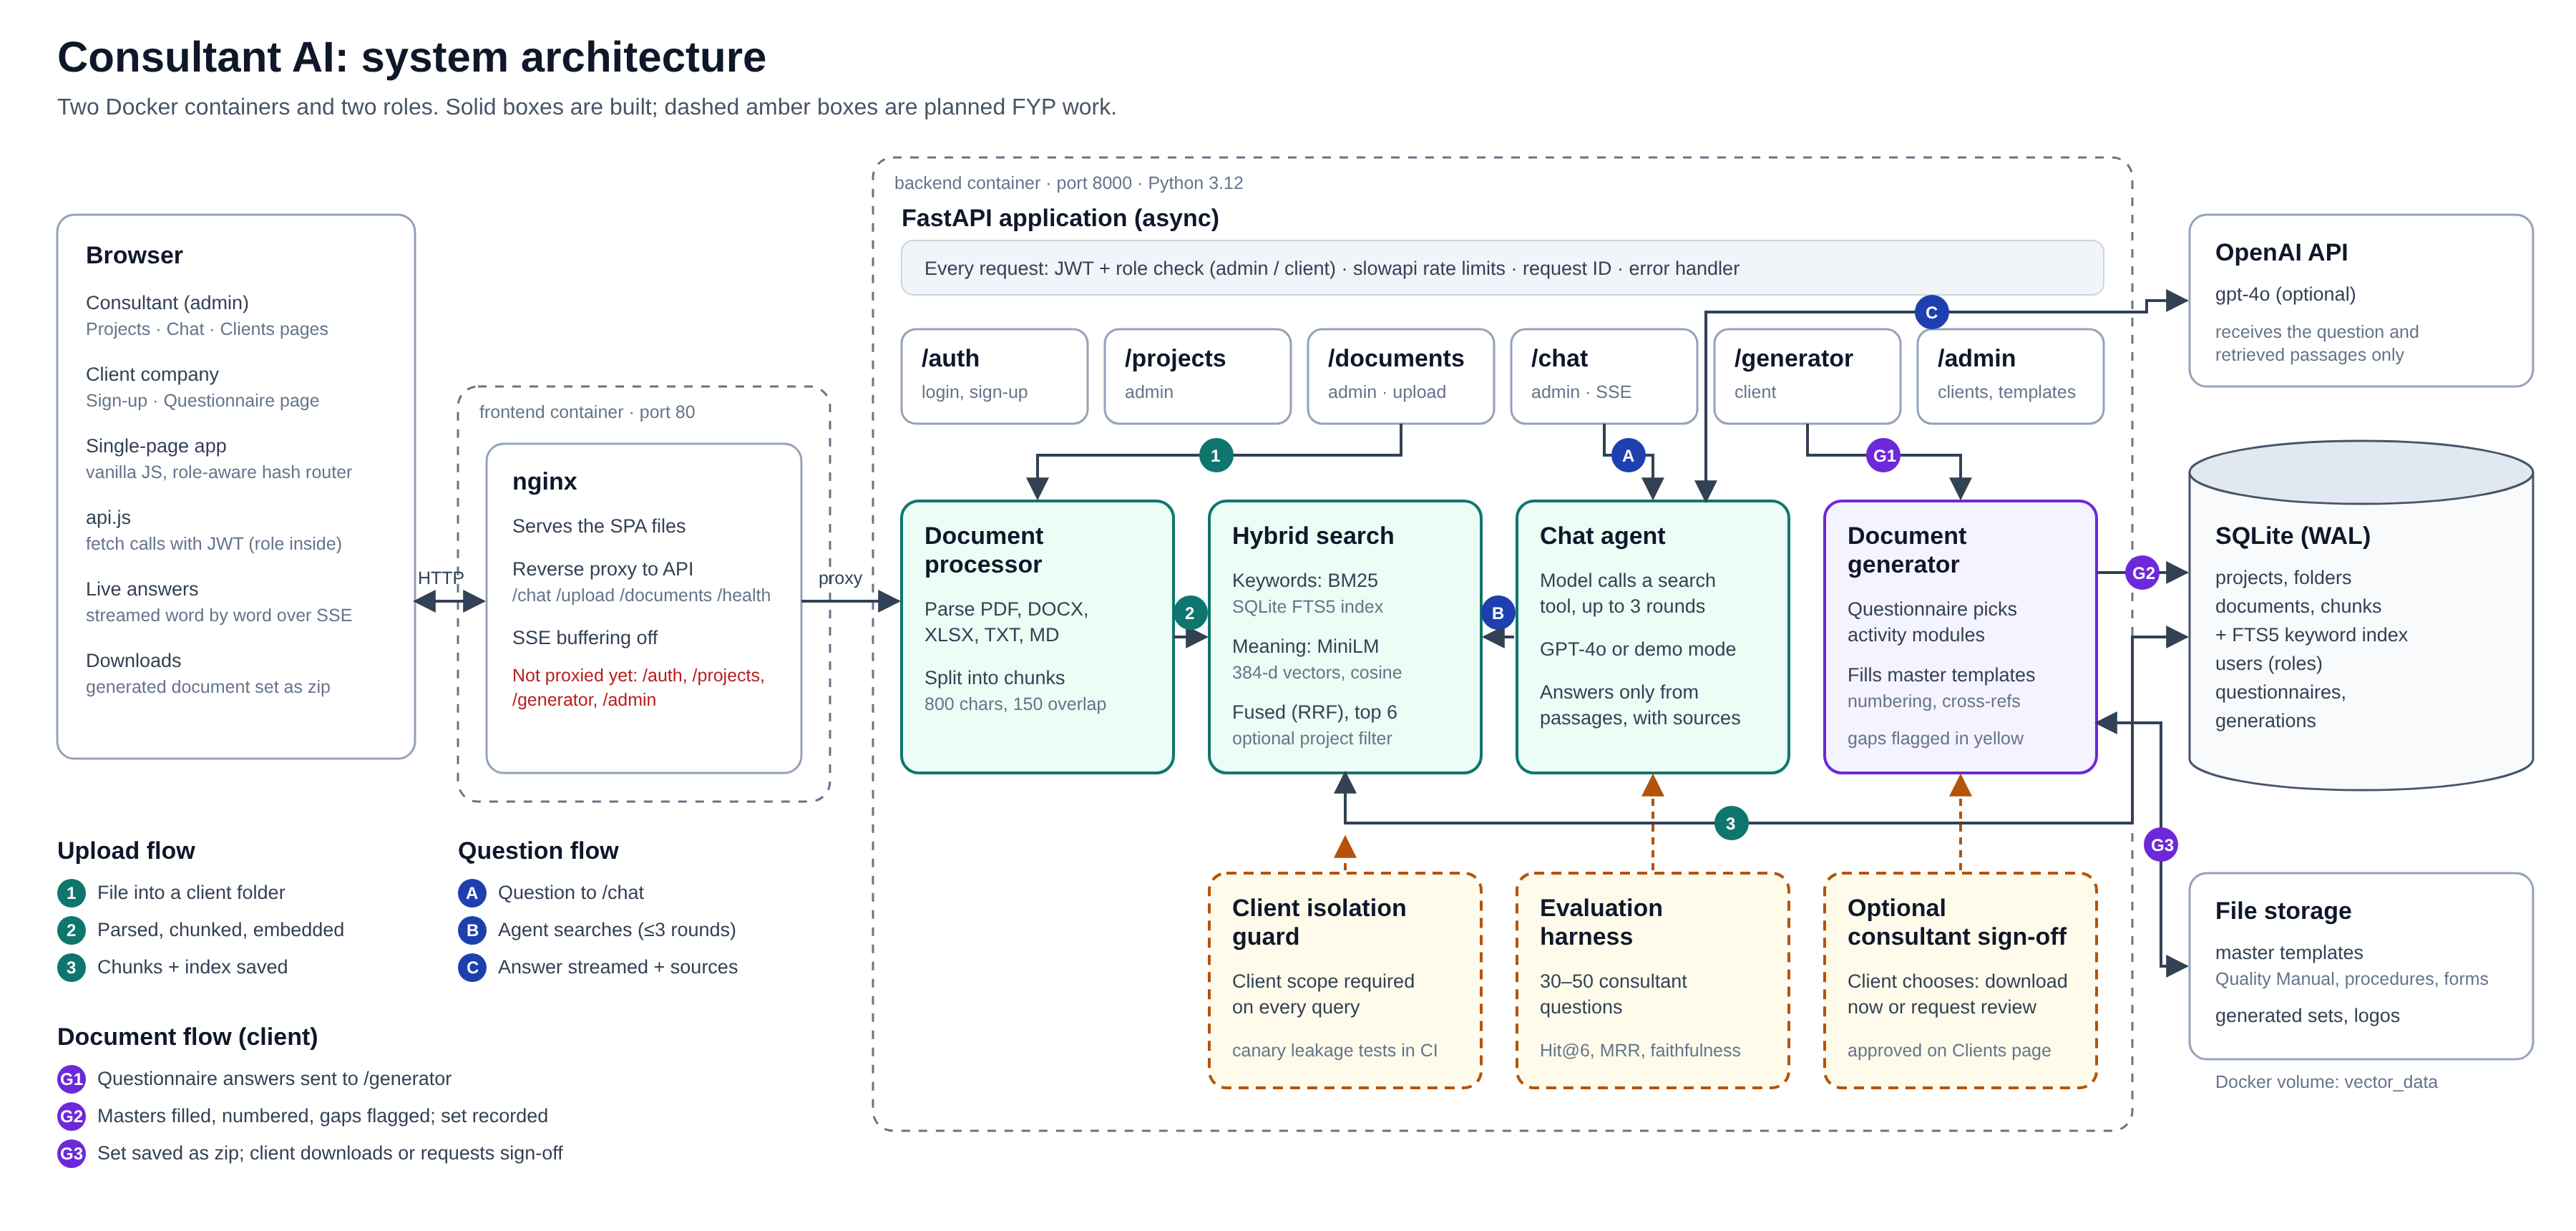 Consultant AI: system architecture
Two Docker containers and two roles. Solid boxes are built; dashed amber boxes are planned FYP work.
Browser
Consultant (admin)
Projects · Chat · Clients pages
Client company
Sign-up · Questionnaire page
Single-page app
vanilla JS, role-aware hash router
api.js
fetch calls with JWT (role inside)
Live answers
streamed word by word over SSE
Downloads
generated document set as zip
HTTP
frontend container · port 80
nginx
Serves the SPA files
Reverse proxy to API
/chat /upload /documents /health
SSE buffering off
Not proxied yet: /auth, /projects,
/generator, /admin
proxy
backend container · port 8000 · Python 3.12
FastAPI application (async)
Every request: JWT + role check (admin / client) · slowapi rate limits · request ID · error handler
C
/auth
login, sign-up
/projects
admin
/documents
admin · upload
/chat
admin · SSE
/generator
client
/admin
clients, templates
1
A
G1
Document
processor
Parse PDF, DOCX,
XLSX, TXT, MD
Split into chunks
800 chars, 150 overlap
2
Hybrid search
Keywords: BM25
SQLite FTS5 index
Meaning: MiniLM
384-d vectors, cosine
Fused (RRF), top 6
optional project filter
B
Chat agent
Model calls a search
tool, up to 3 rounds
GPT-4o or demo mode
Answers only from
passages, with sources
Document
generator
Questionnaire picks
activity modules
Fills master templates
numbering, cross-refs
gaps flagged in yellow
G2
3
G3
Client isolation
guard
Client scope required
on every query
canary leakage tests in CI
Evaluation
harness
30–50 consultant
questions
Hit@6, MRR, faithfulness
Optional
consultant sign-off
Client chooses: download
now or request review
approved on Clients page
OpenAI API
gpt-4o (optional)
receives the question and
retrieved passages only
SQLite (WAL)
projects, folders
documents, chunks
+ FTS5 keyword index
users (roles)
questionnaires,
generations
File storage
master templates
Quality Manual, procedures, forms
generated sets, logos
Docker volume: vector_data
Upload flow
1 File into a client folder
2 Parsed, chunked, embedded
3 Chunks + index saved
Question flow
A Question to /chat
B Agent searches (≤3 rounds)
C Answer streamed + sources
Document flow (client)
G1 Questionnaire answers sent to /generator
G2 Masters filled, numbered, gaps flagged; set recorded
G3 Set saved as zip; client downloads or requests sign-off